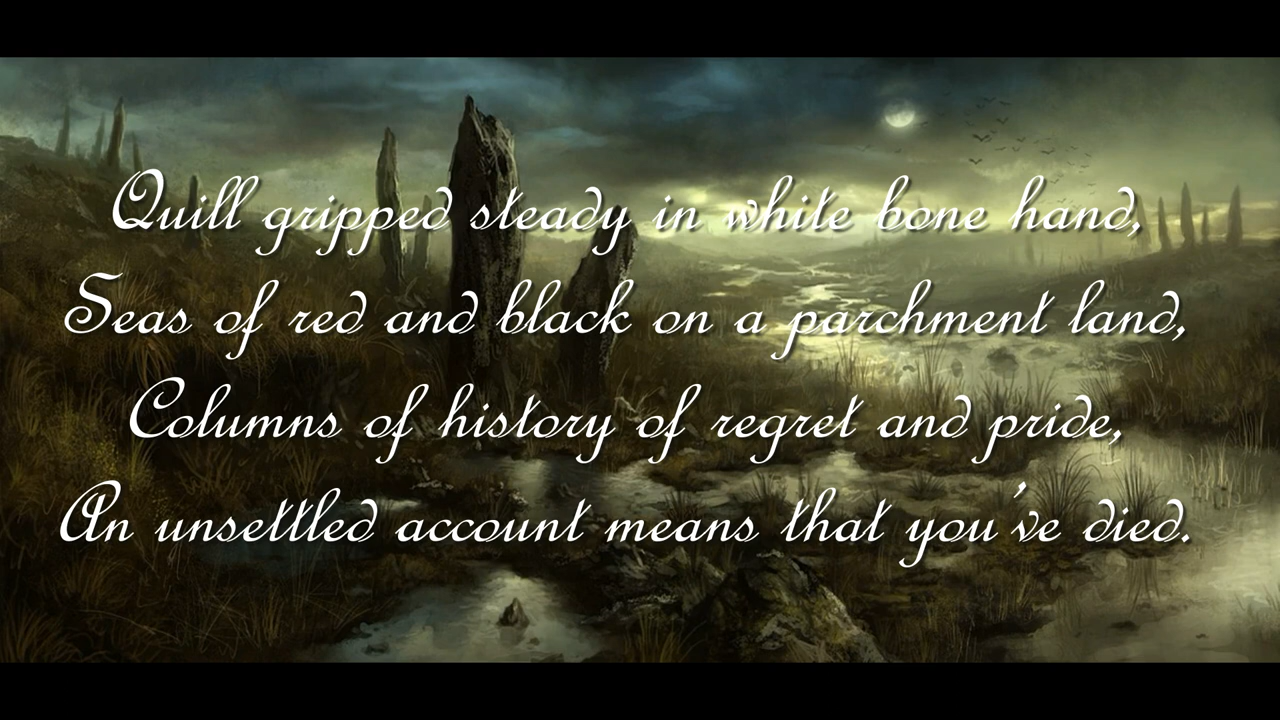 Quill gripped steady in white bone hand,
Seas of red and black on a parchment land,
Columns of history of regret and pride,
An unsettled account means that you've died.